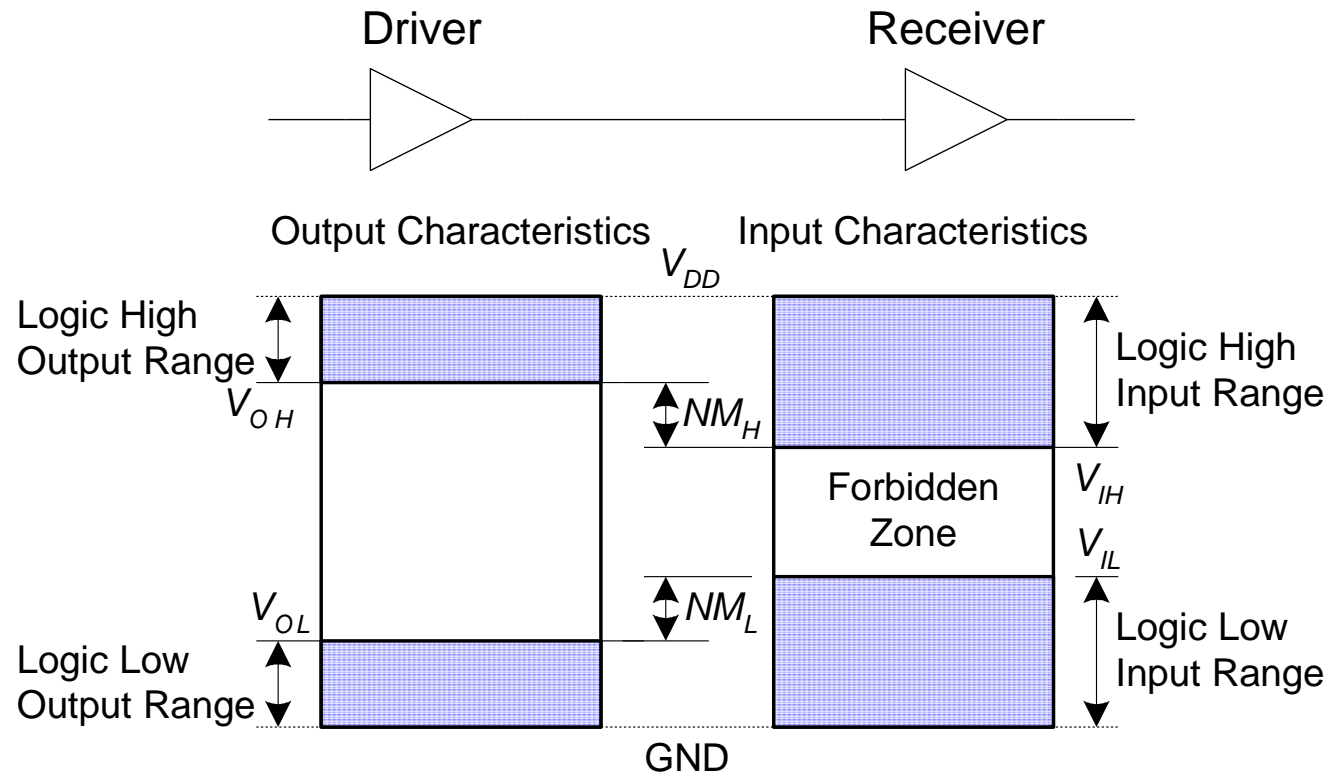 Driver
Receiver
Output Characteristics
Input Characteristics
V_DD
Logic High
Output Range
V_OH
NM_H
Logic High
Input Range
Forbidden
Zone
V_IH
V_IL
V_OL
NM_L
Logic Low
Output Range
Logic Low
Input Range
GND